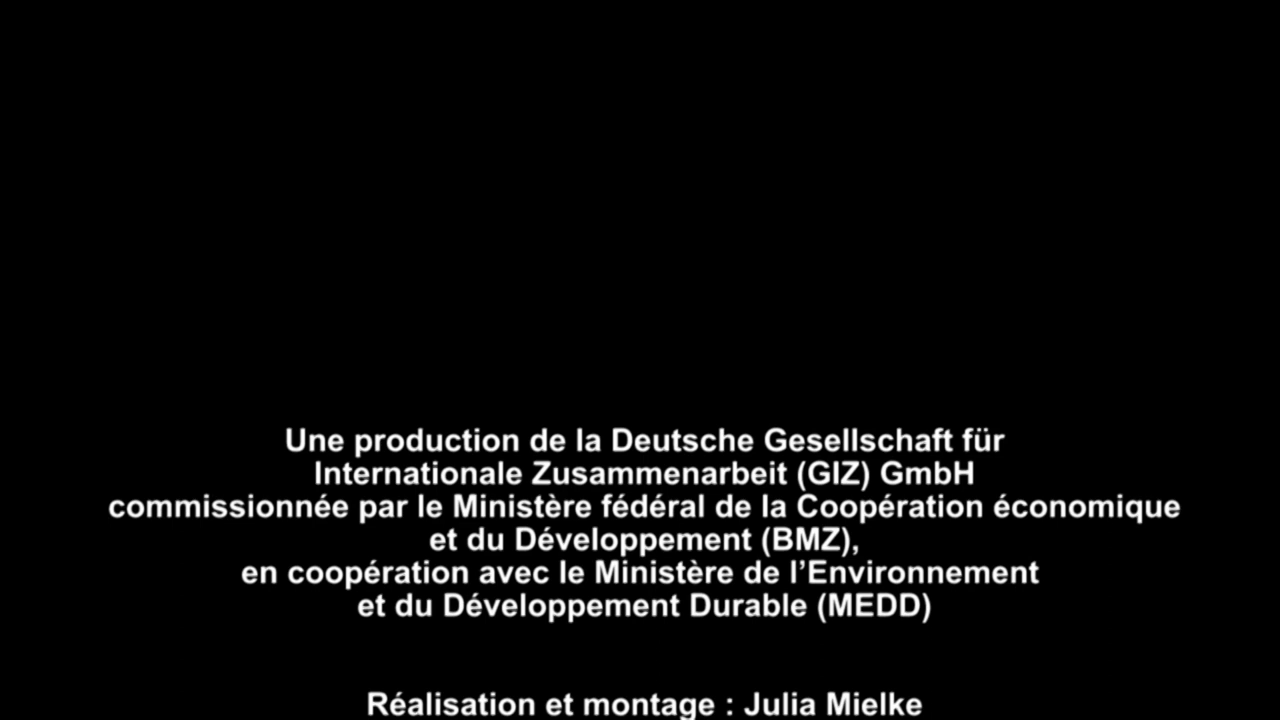 Une production de la Deutsche Gesellschaft für
Internationale Zusammenarbeit (GIZ) GmbH
commissionnée par le Ministère fédéral de la Coopération économique
et du Développement (BMZ),
en coopération avec le Ministère de l’Environnement
et du Développement Durable (MEDD)
Réalisation et montage : Julia Mielke